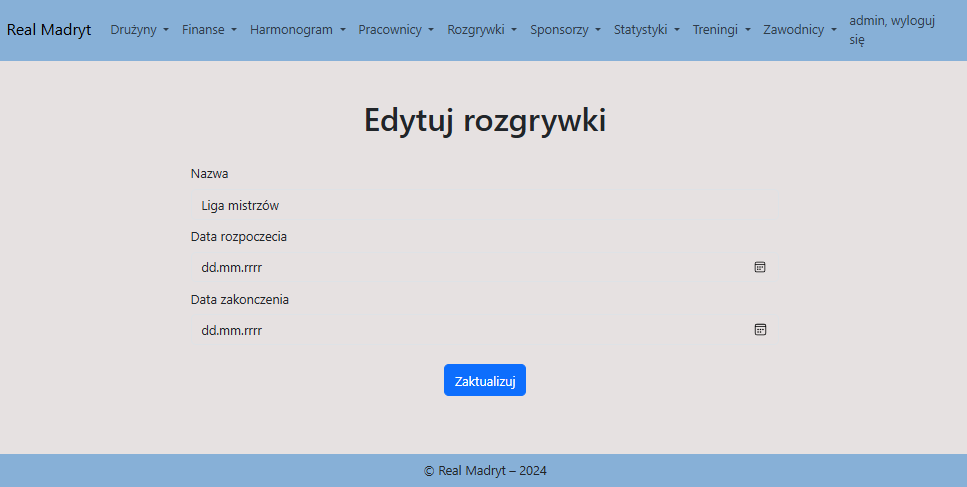 Real Madryt Drużyny Finanse Harmonogram Pracownicy Rozgrywki Sponsorzy Statystyki Treningi Zawodnicy admin, wyloguj
się
Edytuj rozgrywki
Nazwa
Liga mistrzów
Data rozpoczecia
dd.mm.rrrr
Data zakonczenia
dd.mm.rrrr
Zaktualizuj
© Real Madryt – 2024